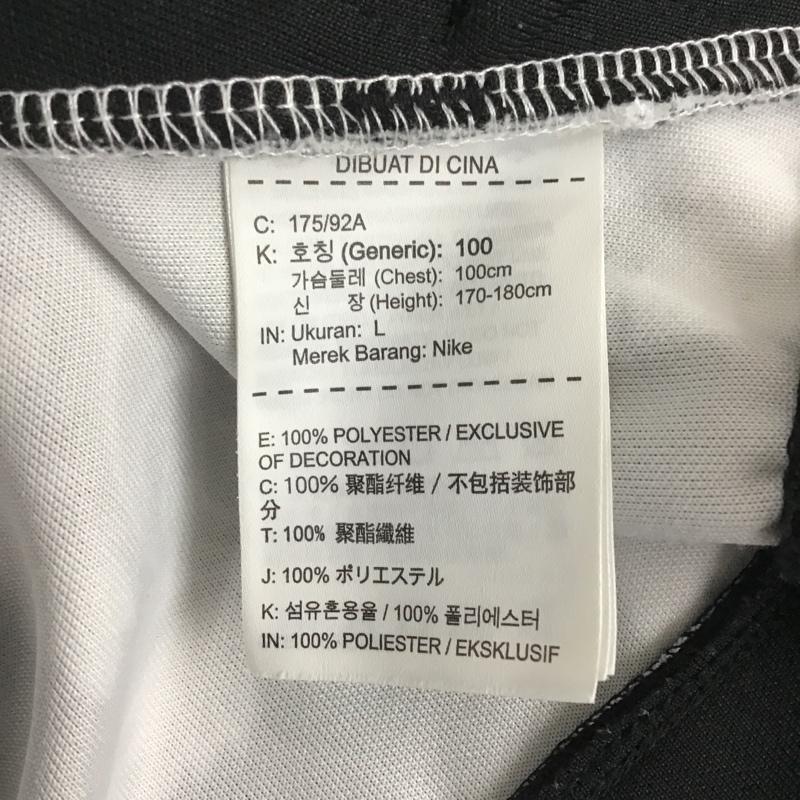 DIBUAT DI CINA
C: 175/92A
K: 호칭 (Generic): 100
가슴둘레 (Chest): 100cm
신 장 (Height): 170-180cm
IN: Ukuran: L
Merek Barang: Nike
E: 100% POLYESTER / EXCLUSIVE
OF DECORATION
C: 100% 聚酯纤维 / 不包括装饰部
分
T: 100% 聚酯纖維
J: 100% ポリエステル
K: 섬유혼용율 / 100% 폴리에스터
IN: 100% POLIESTER / EKSKLUSIF